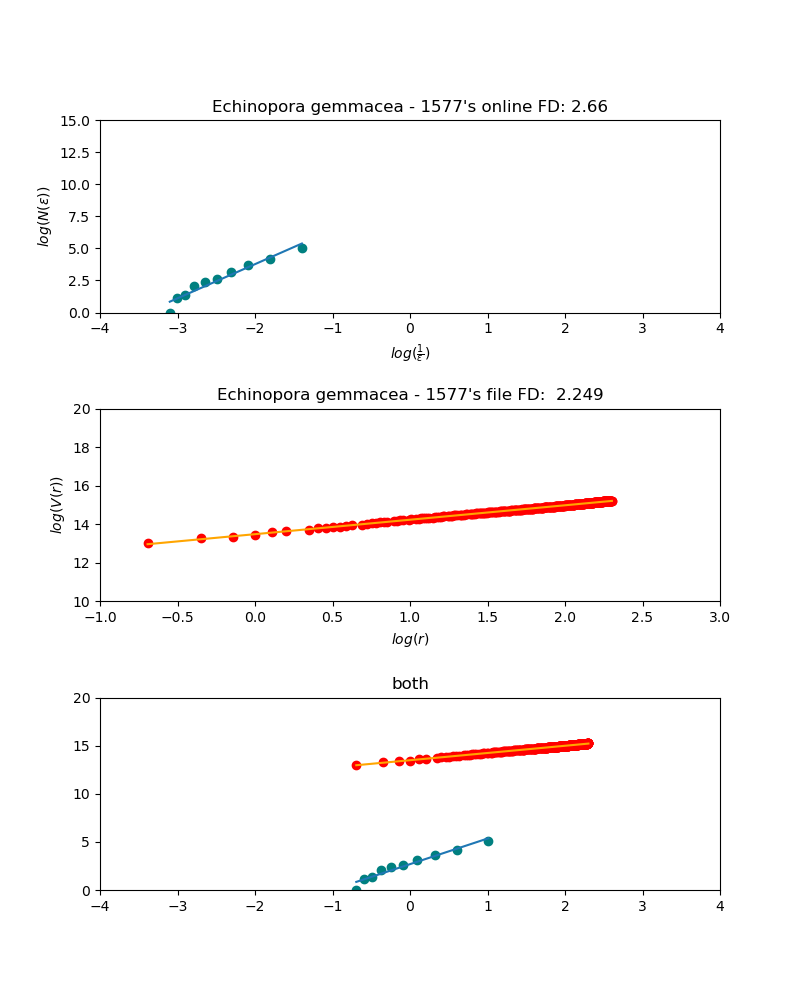 Echinopora gemmacea - 1577's online FD: 2.66
15.0
12.5
10.0
7.5
5.0
2.5
0.0
log(N(ε))
−4 −3 −2 −1 0 1 2 3 4
log(1/ε)
Echinopora gemmacea - 1577's file FD:  2.249
20
18
16
14
12
10
log(V(r))
−1.0 −0.5 0.0 0.5 1.0 1.5 2.0 2.5 3.0
log(r)
both
20
15
10
5
0
−4 −3 −2 −1 0 1 2 3 4